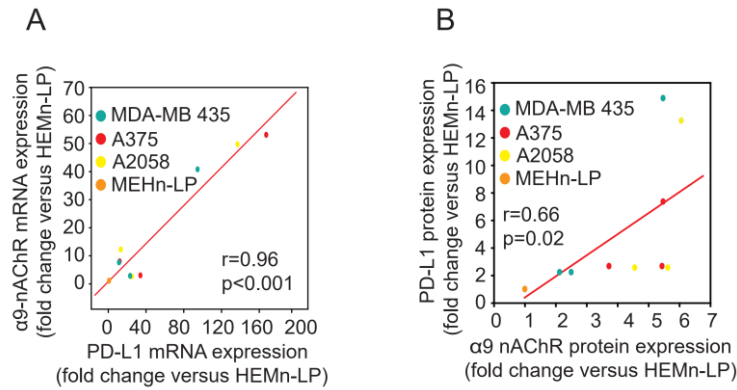 A
α9-nAChR mRNA expression
(fold change versus HEMn-LP)
70
60
50
40
30
20
10
0
MDA-MB 435
A375
A2058
MEHn-LP
r=0.96
p<0.001
0 40 80 120 160 200
PD-L1 mRNA expression
(fold change versus HEMn-LP)
B
PD-L1 protein expression
(fold change versus HEMn-LP)
16
14
12
10
8
6
4
2
0
MDA-MB 435
A375
A2058
MEHn-LP
r=0.66
p=0.02
0 1 2 3 4 5 6 7
α9 nAChR protein expression
(fold change versus HEMn-LP)